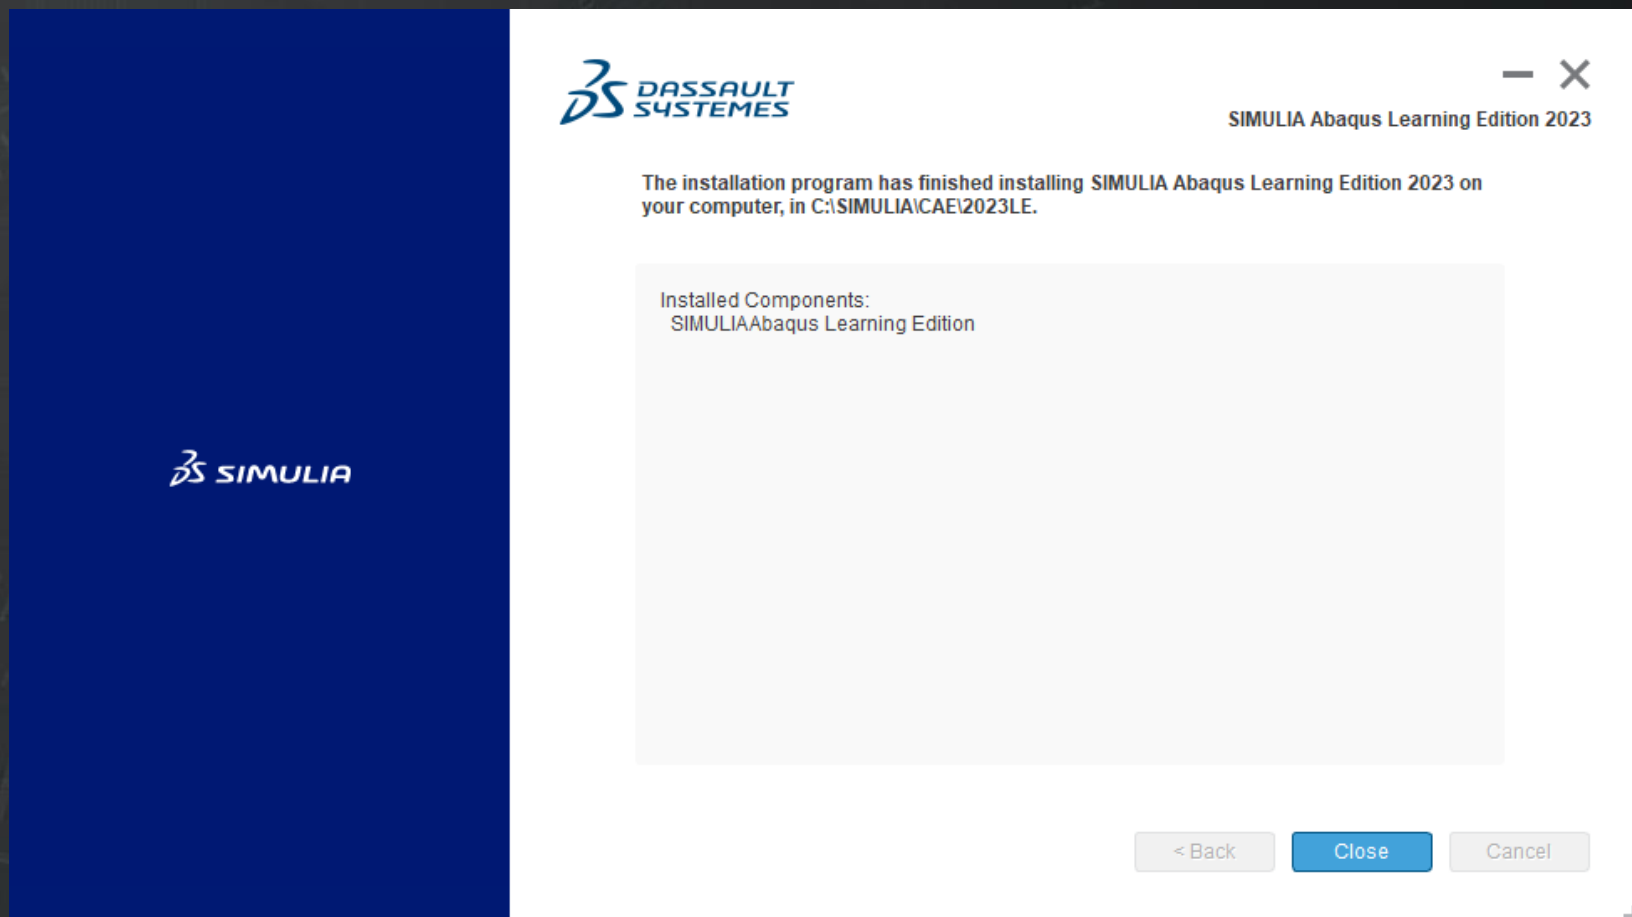 DASSAULT
SYSTEMES
SIMULIA Abaqus Learning Edition 2023
The installation program has finished installing SIMULIA Abaqus Learning Edition 2023 on
your computer, in C:\SIMULIA\CAE\2023LE.
Installed Components:
SIMULIAAbaqus Learning Edition
SIMULIA
< Back
Close
Cancel